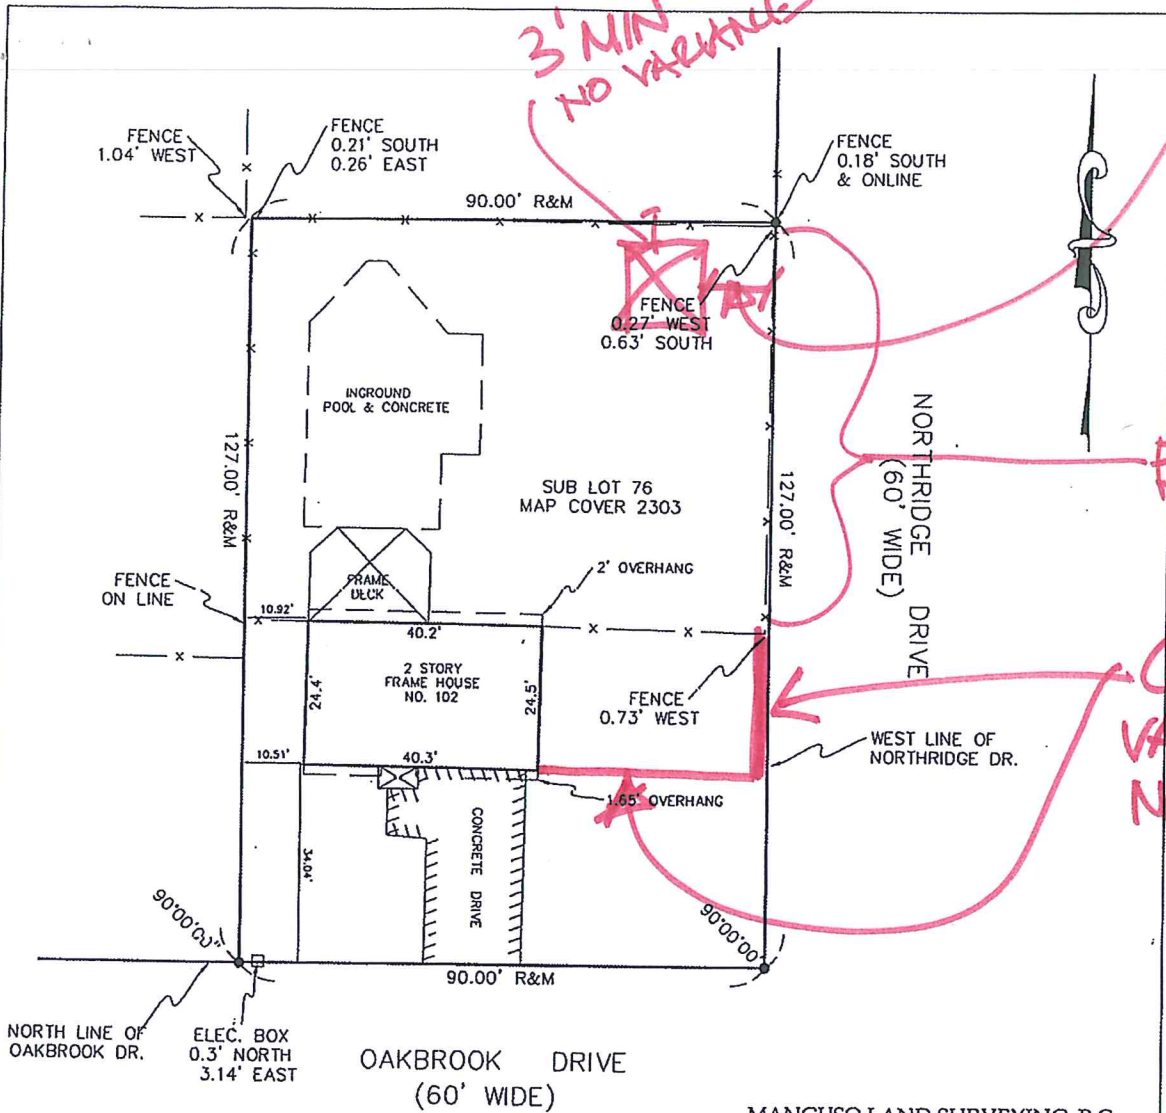 3' MIN
NO VARIANCE
FENCE
1.04' WEST
FENCE
0.21' SOUTH
0.26' EAST
FENCE
0.18' SOUTH
& ONLINE
90.00' R&M
FENCE
0.27' WEST
0.63' SOUTH
INGROUND
POOL & CONCRETE
127.00' R&M
SUB LOT 76
MAP COVER 2303
127.00' R&M
NORTHRIDGE DRIVE
(60' WIDE)
FENCE
ON LINE
FRAME
DECK
2' OVERHANG
10.92'
40.2'
2 STORY
FRAME HOUSE
NO. 102
24.4'
24.5'
FENCE
0.73' WEST
WEST LINE OF
NORTHRIDGE DR.
10.51'
40.3'
1.65' OVERHANG
CONCRETE DRIVE
34.04'
90°00'00"
90°00'00"
90.00' R&M
NORTH LINE OF
OAKBROOK DR.
ELEC. BOX
0.3' NORTH
3.14' EAST
OAKBROOK DRIVE
(60' WIDE)
MANGUSO LAND SURVEYING, P.C.